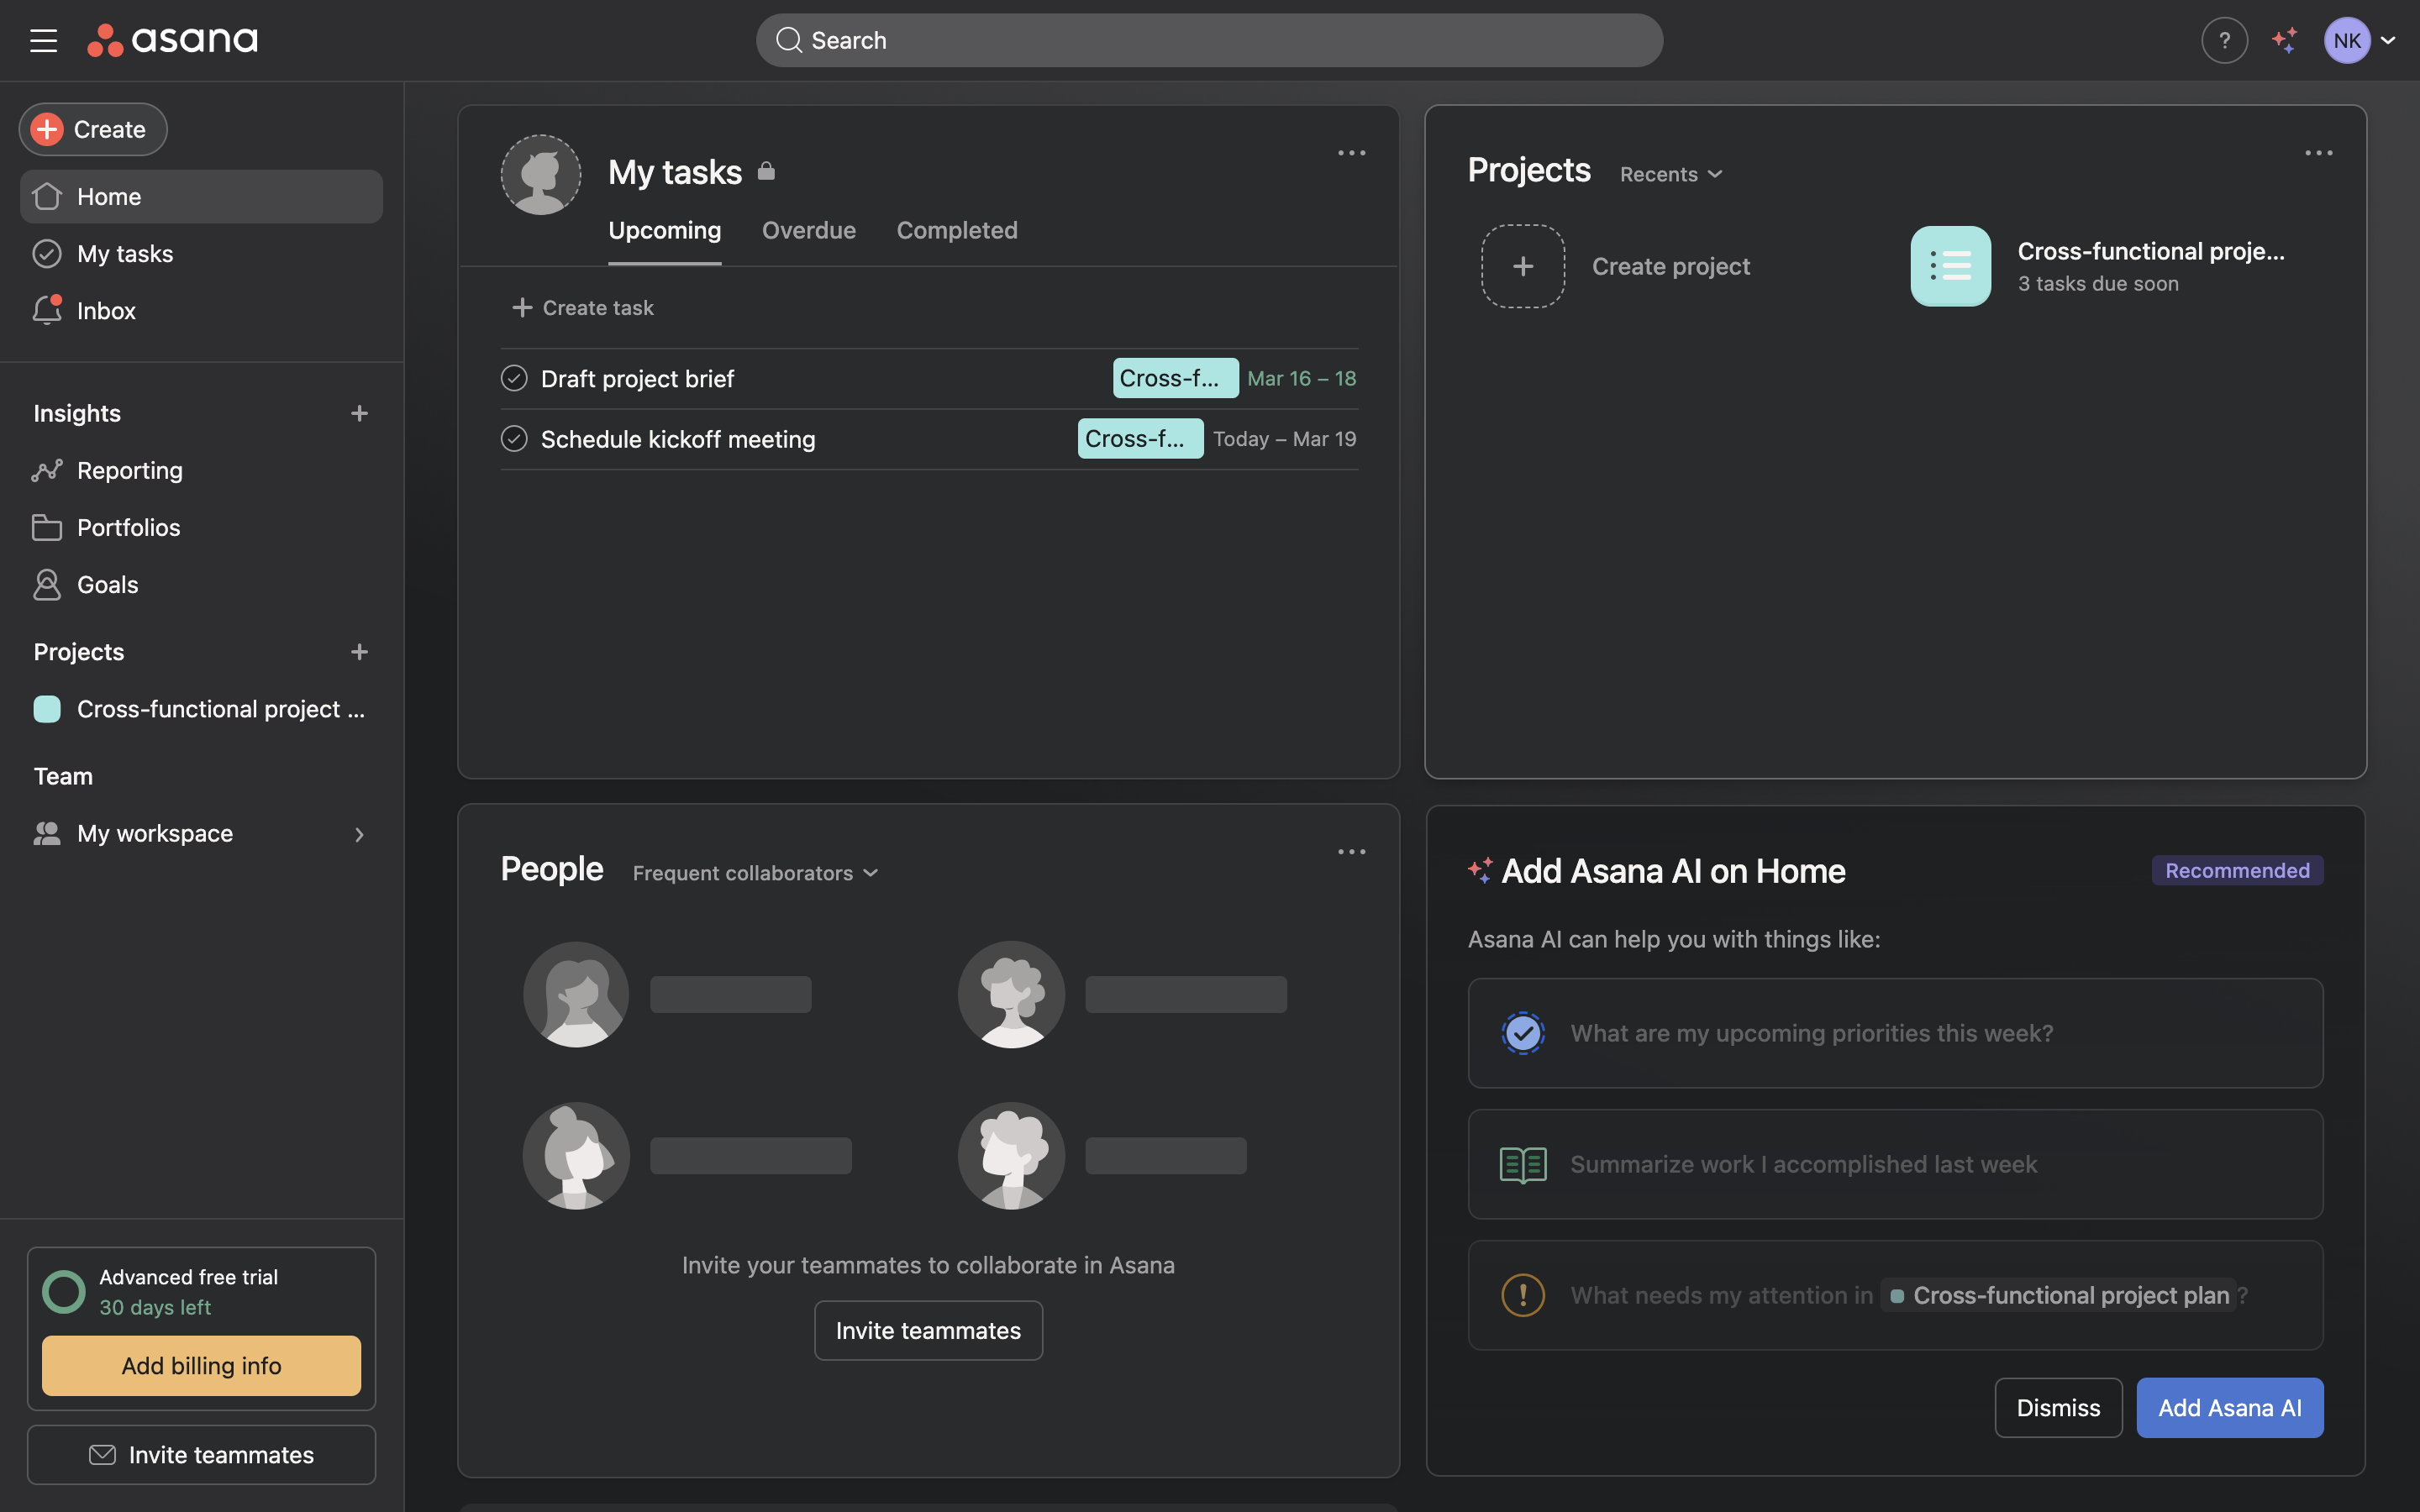 asana
Search
?
NK
Create
Home
My tasks
Inbox
Insights
Reporting
Portfolios
Goals
Projects
Cross-functional project ...
Team
My workspace
Advanced free trial
30 days left
Add billing info
Invite teammates
My tasks
Upcoming Overdue Completed
Create task
Draft project brief Cross-f... Mar 16 – 18
Schedule kickoff meeting Cross-f... Today – Mar 19
Projects Recents
Create project
Cross-functional proje...
3 tasks due soon
People Frequent collaborators
Invite your teammates to collaborate in Asana
Invite teammates
Add Asana AI on Home Recommended
Asana AI can help you with things like:
What are my upcoming priorities this week?
Summarize work I accomplished last week
What needs my attention in Cross-functional project plan ?
Dismiss Add Asana AI